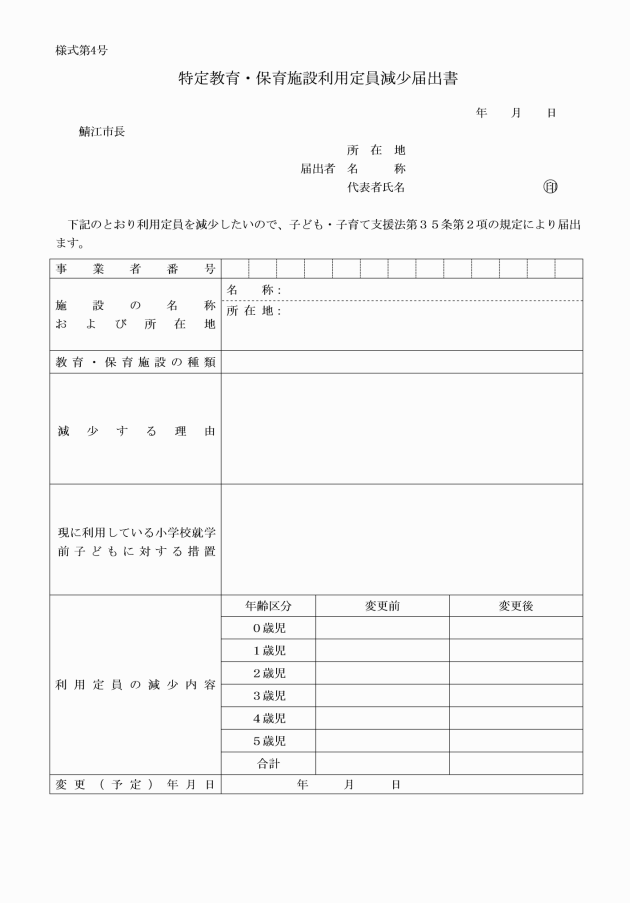 様式第4号
特定教育・保育施設利用定員減少届出書
年　　月　　日
鯖江市長
所　在　地
届出者　名　　　称
代表者氏名　　㊞
下記のとおり利用定員を減少したいので、子ども・子育て支援法第３５条第２項の規定により届出
ます。
事業者番号
施設の名称
および所在地
名　　称：
所 在 地：
教育・保育施設の種類
減少する理由
現に利用している小学校就学
前子どもに対する措置
利用定員の減少内容
年齢区分　変更前　変更後
０歳児
１歳児
２歳児
３歳児
４歳児
５歳児
合計
変更（予定）年月日　　年　　月　　日